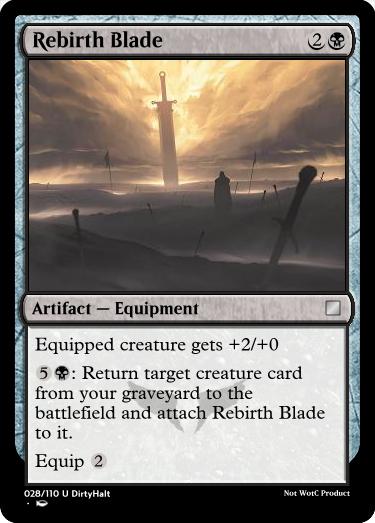 Rebirth Blade 2
Artifact — Equipment
Equipped creature gets +2/+0
5 : Return target creature card
from your graveyard to the
battlefield and attach Rebirth Blade
to it.
Equip 2
028/110 U DirtyHalt
Not WotC Product